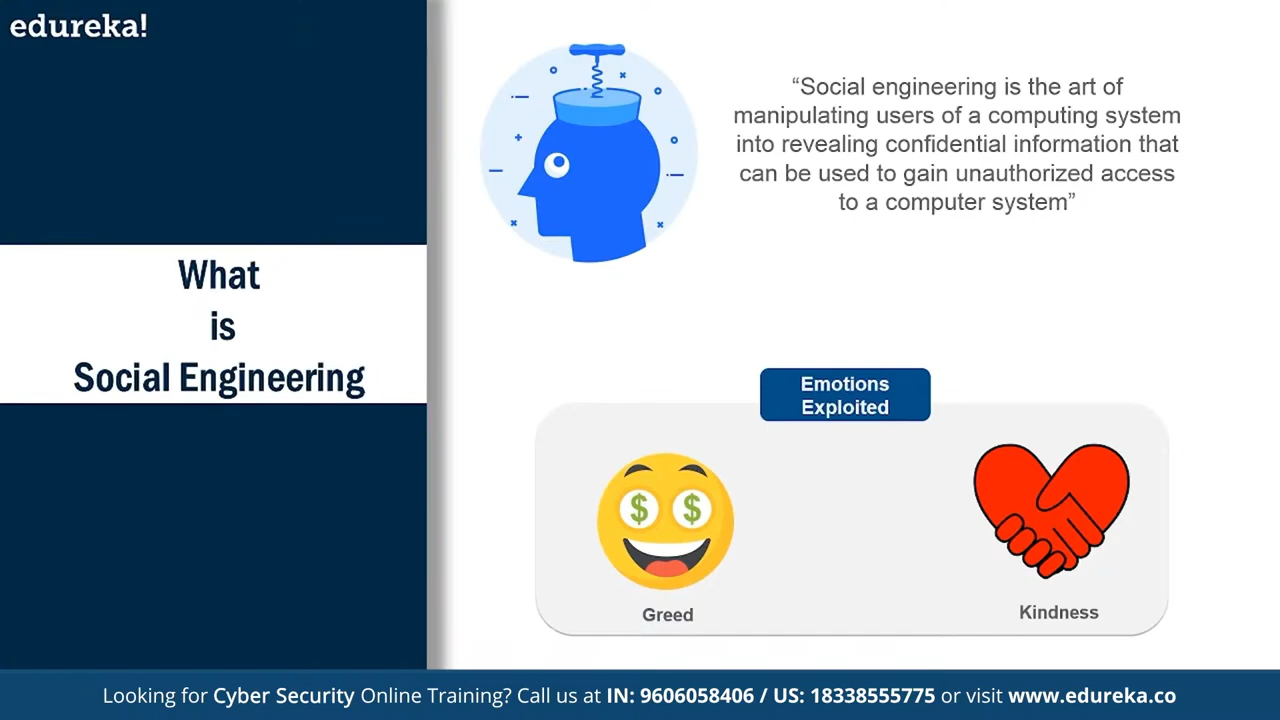 edureka!
What
is
Social Engineering
“Social engineering is the art of
manipulating users of a computing system
into revealing confidential information that
can be used to gain unauthorized access
to a computer system”
Emotions
Exploited
$ $
Greed
Kindness
Looking for Cyber Security Online Training? Call us at IN: 9606058406 / US: 18338555775 or visit www.edureka.co